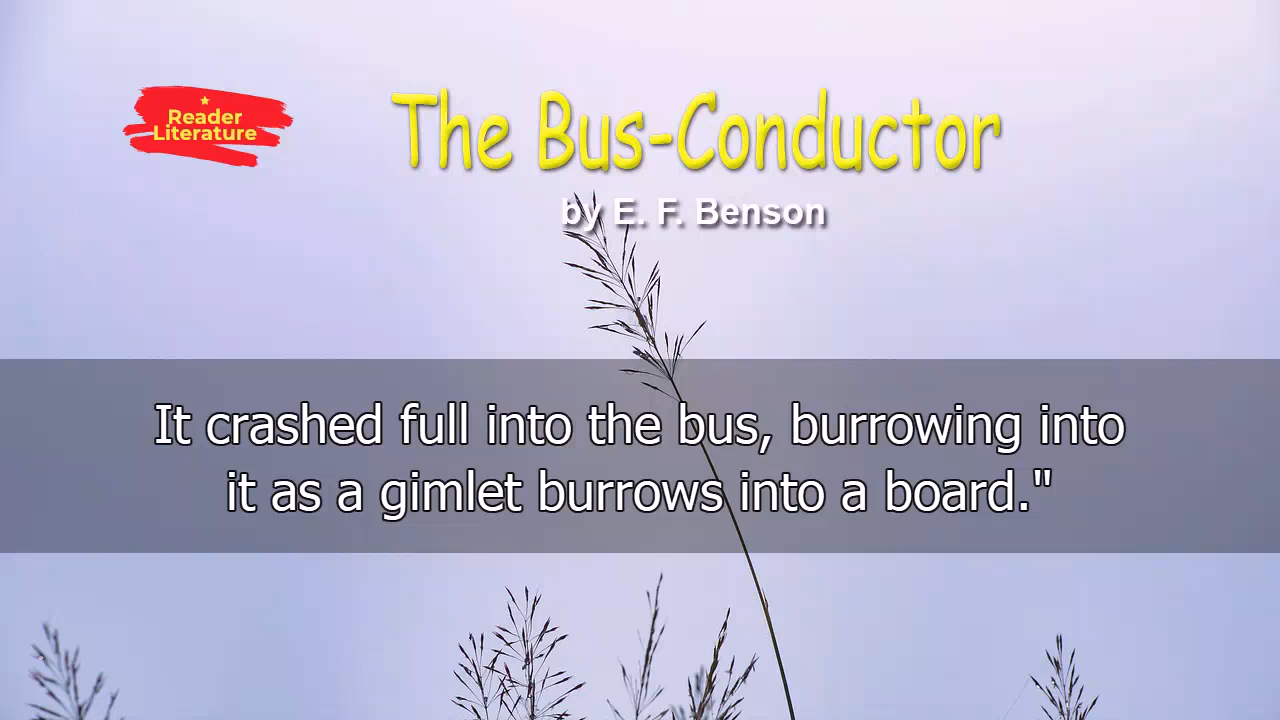 Reader
Literature
The Bus-Conductor
by E. F. Benson
It crashed full into the bus, burrowing into
it as a gimlet burrows into a board."